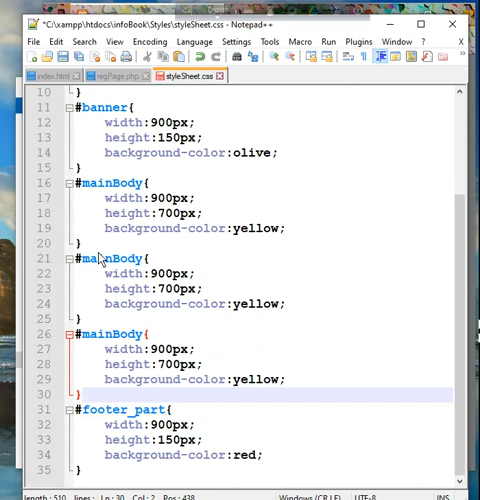 English
*C:\xampp\htdocs\infoBook\Styles\styleSheet.css - Notepad++
File Edit Search View Encoding Language Settings Tools Macro Run Plugins Window ? X
index.html regPage.php styleSheet.css
10 }
11 #banner{
12 width:900px;
13 height:150px;
14 background-color:olive;
15 }
16 #mainBody{
17 width:900px;
18 height:700px;
19 background-color:yellow;
20 }
21 #mainBody{
22 width:900px;
23 height:700px;
24 background-color:yellow;
25 }
26 #mainBody{
27 width:900px;
28 height:700px;
29 background-color:yellow;
30 }
31 #footer_part{
32 width:900px;
33 height:150px;
34 background-color:red;
35 }
length : 510 lines : Ln : 30 Col : 2 Pos : 438 Windows (CR LF) UTF-8 INS